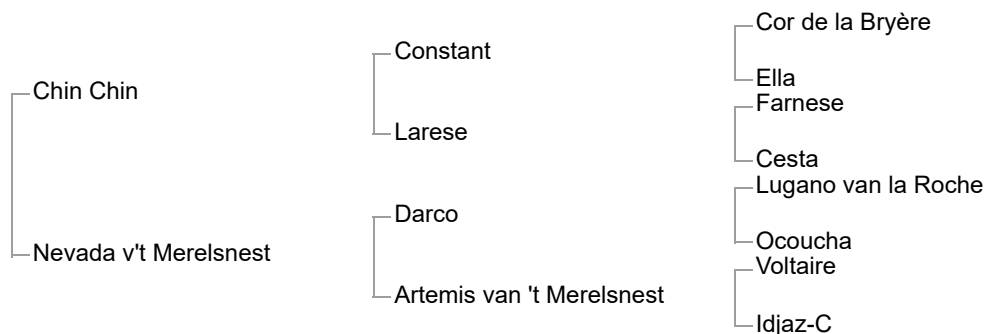 Cor de la Bryère
Constant
Ella
Chin Chin
Farnese
Larese
Cesta
Lugano van la Roche
Darco
Ocoucha
Nevada v't Merelsnest
Voltaire
Artemis van 't Merelsnest
Idjaz-C